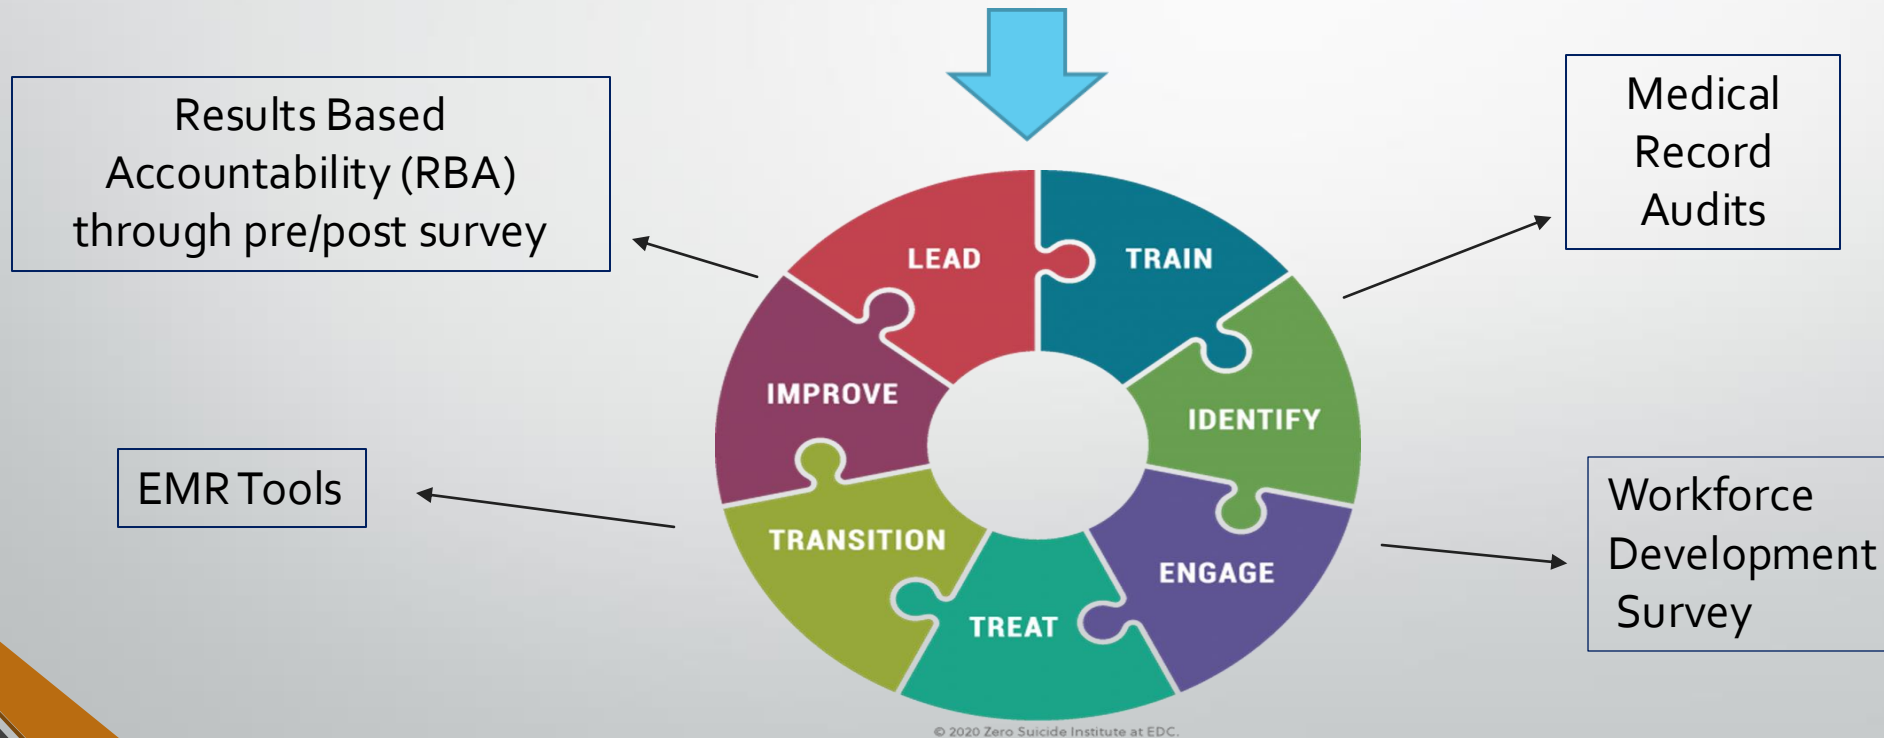 Results Based
Accountability (RBA)
through pre/post survey
Medical
Record
Audits
LEAD
TRAIN
IMPROVE
IDENTIFY
EMR Tools
TRANSITION
ENGAGE
TREAT
Workforce
Development
Survey
© 2020 Zero Suicide Institute at EDC.